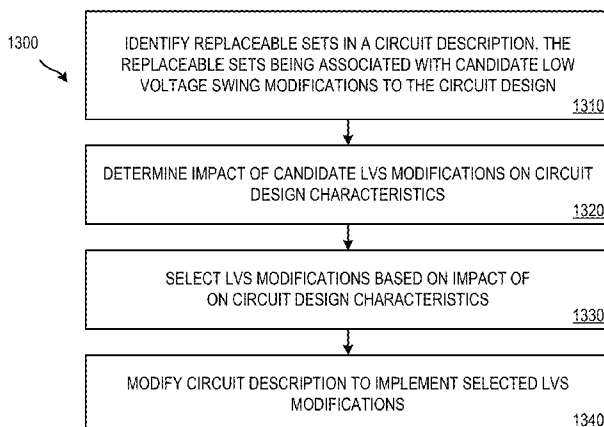 1300
IDENTIFY REPLACEABLE SETS IN A CIRCUIT DESCRIPTION. THE
REPLACEABLE SETS BEING ASSOCIATED WITH CANDIDATE LOW
VOLTAGE SWING MODIFICATIONS TO THE CIRCUIT DESIGN
1310
DETERMINE IMPACT OF CANDIDATE LVS MODIFICATIONS ON CIRCUIT
DESIGN CHARACTERISTICS
1320
SELECT LVS MODIFICATIONS BASED ON IMPACT OF
ON CIRCUIT DESIGN CHARACTERISTICS
1330
MODIFY CIRCUIT DESCRIPTION TO IMPLEMENT SELECTED LVS
MODIFICATIONS
1340